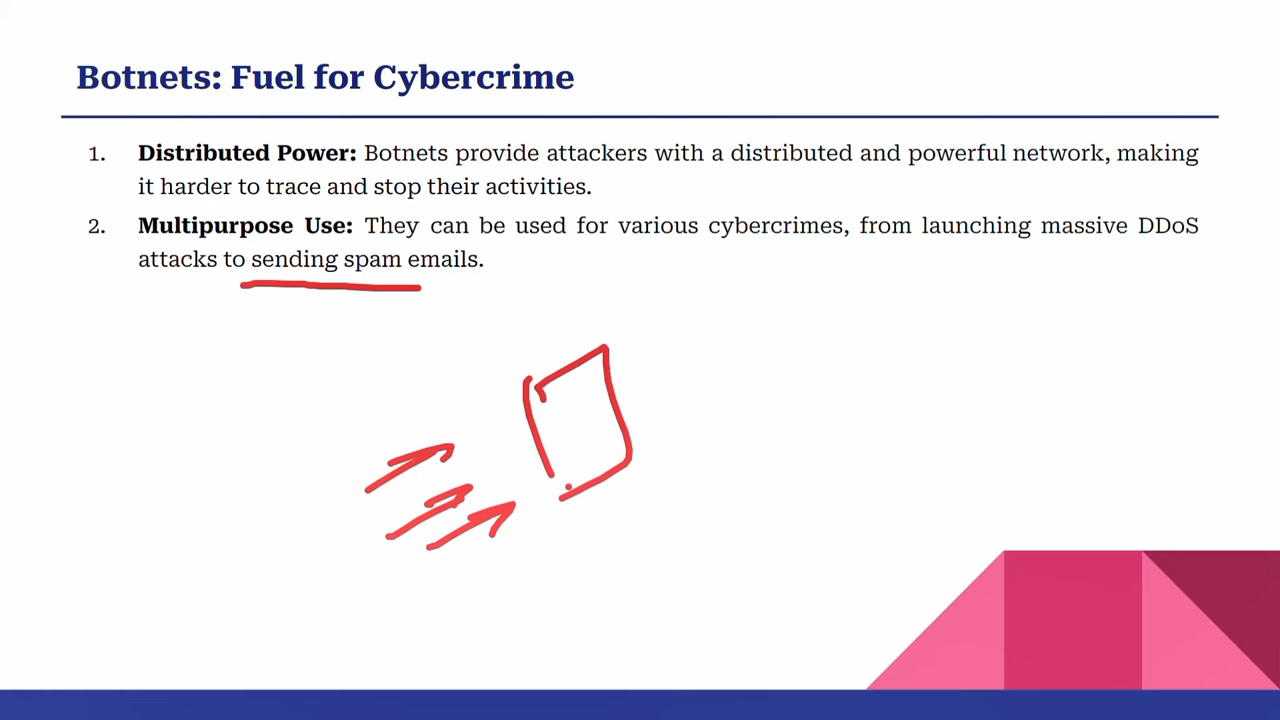 Botnets: Fuel for Cybercrime
1. Distributed Power: Botnets provide attackers with a distributed and powerful network, making
it harder to trace and stop their activities.
2. Multipurpose Use: They can be used for various cybercrimes, from launching massive DDoS
attacks to sending spam emails.